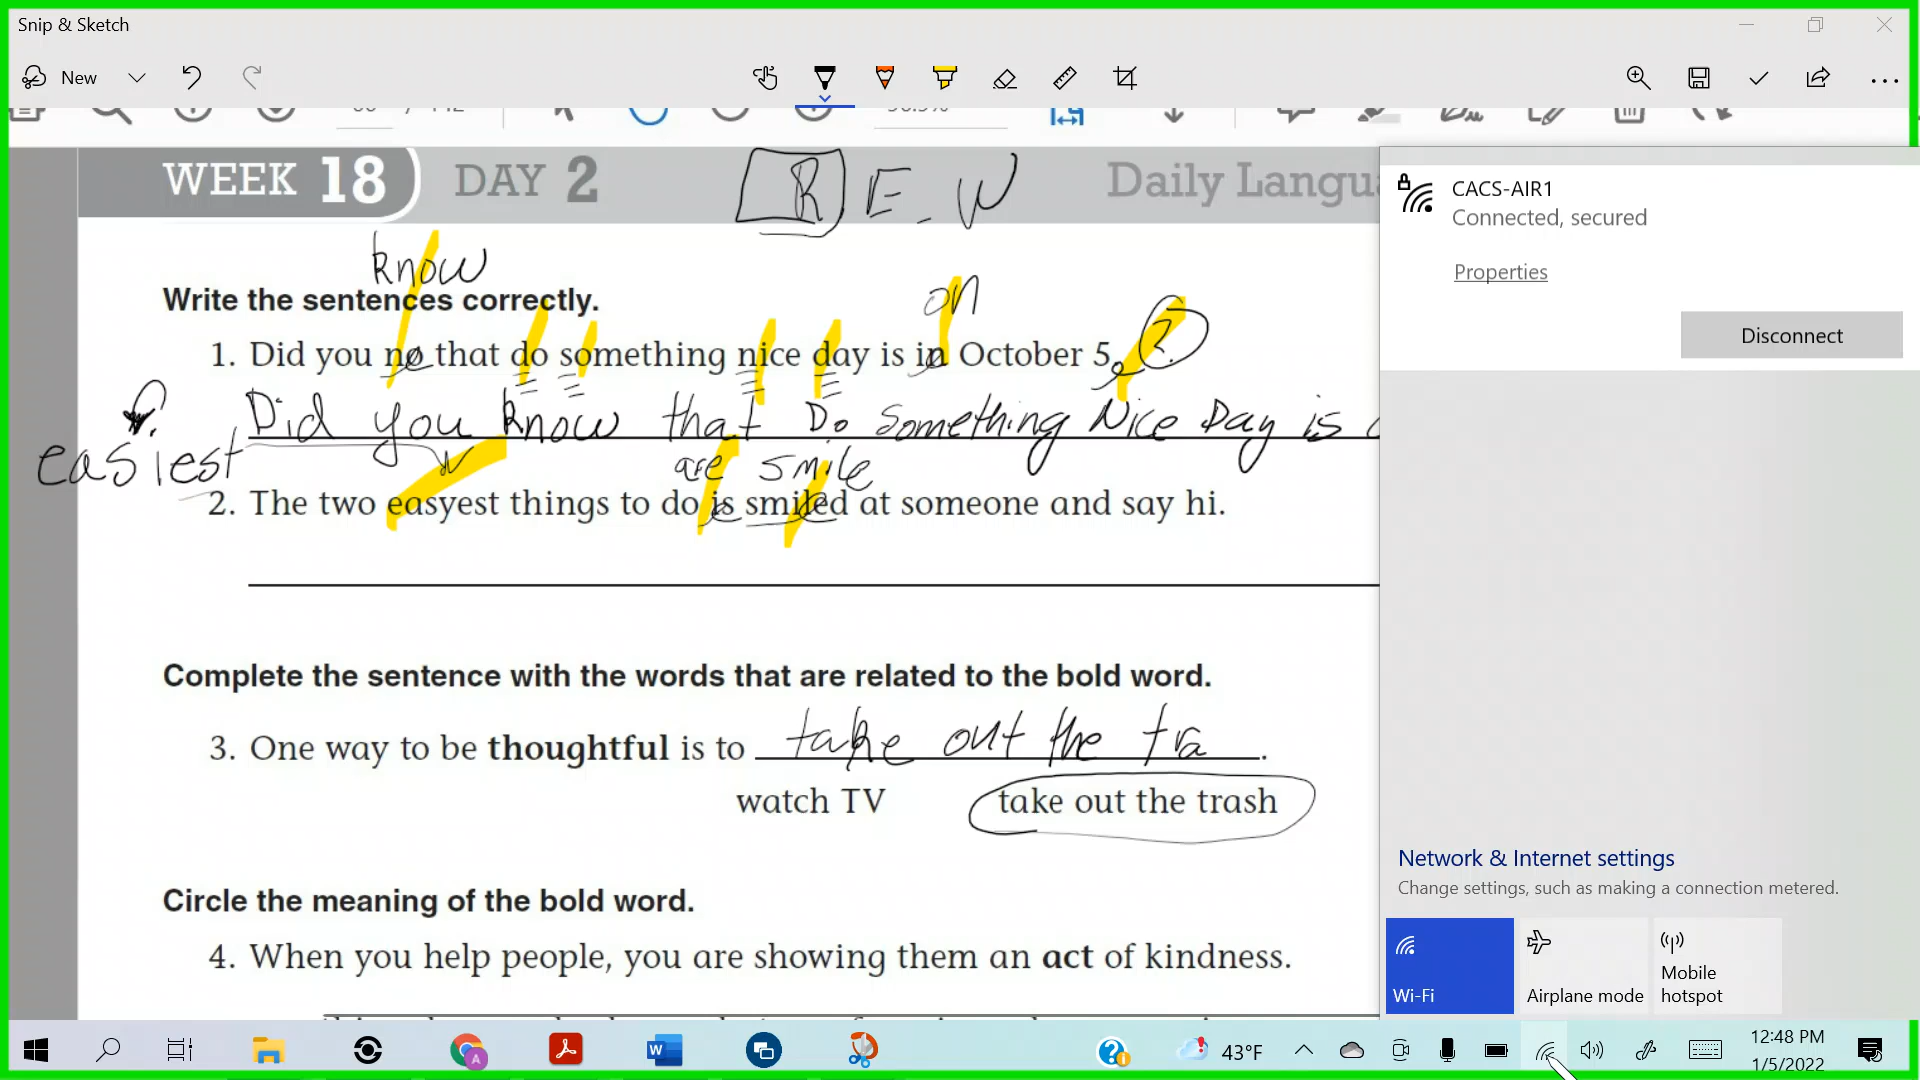 Snip & Sketch
New
WEEK 18 DAY 2
R E - W
Daily Langu
know
Write the sentences correctly.
on
1. Did you no that do something nice day is in October 5. ?
Did you know that Do Something Nice Day is
easiest
are smile
2. The two easyest things to do is smiled at someone and say hi.
Complete the sentence with the words that are related to the bold word.
3. One way to be thoughtful is to take out the tra.
watch TV take out the trash
Circle the meaning of the bold word.
4. When you help people, you are showing them an act of kindness.
CACS-AIR1
Connected, secured
Properties
Disconnect
Network & Internet settings
Change settings, such as making a connection metered.
Wi-Fi
Airplane mode
Mobile
hotspot
43°F
12:48 PM
1/5/2022